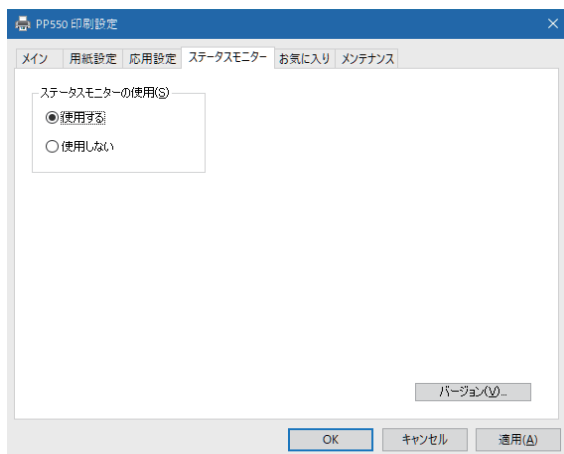 PP550 印刷設定
メイン 用紙設定 応用設定 ステータスモニター お気に入り メンテナンス
ステータスモニターの使用(S)
使用する
使用しない
バージョン(V)...
OK キャンセル 適用(A)